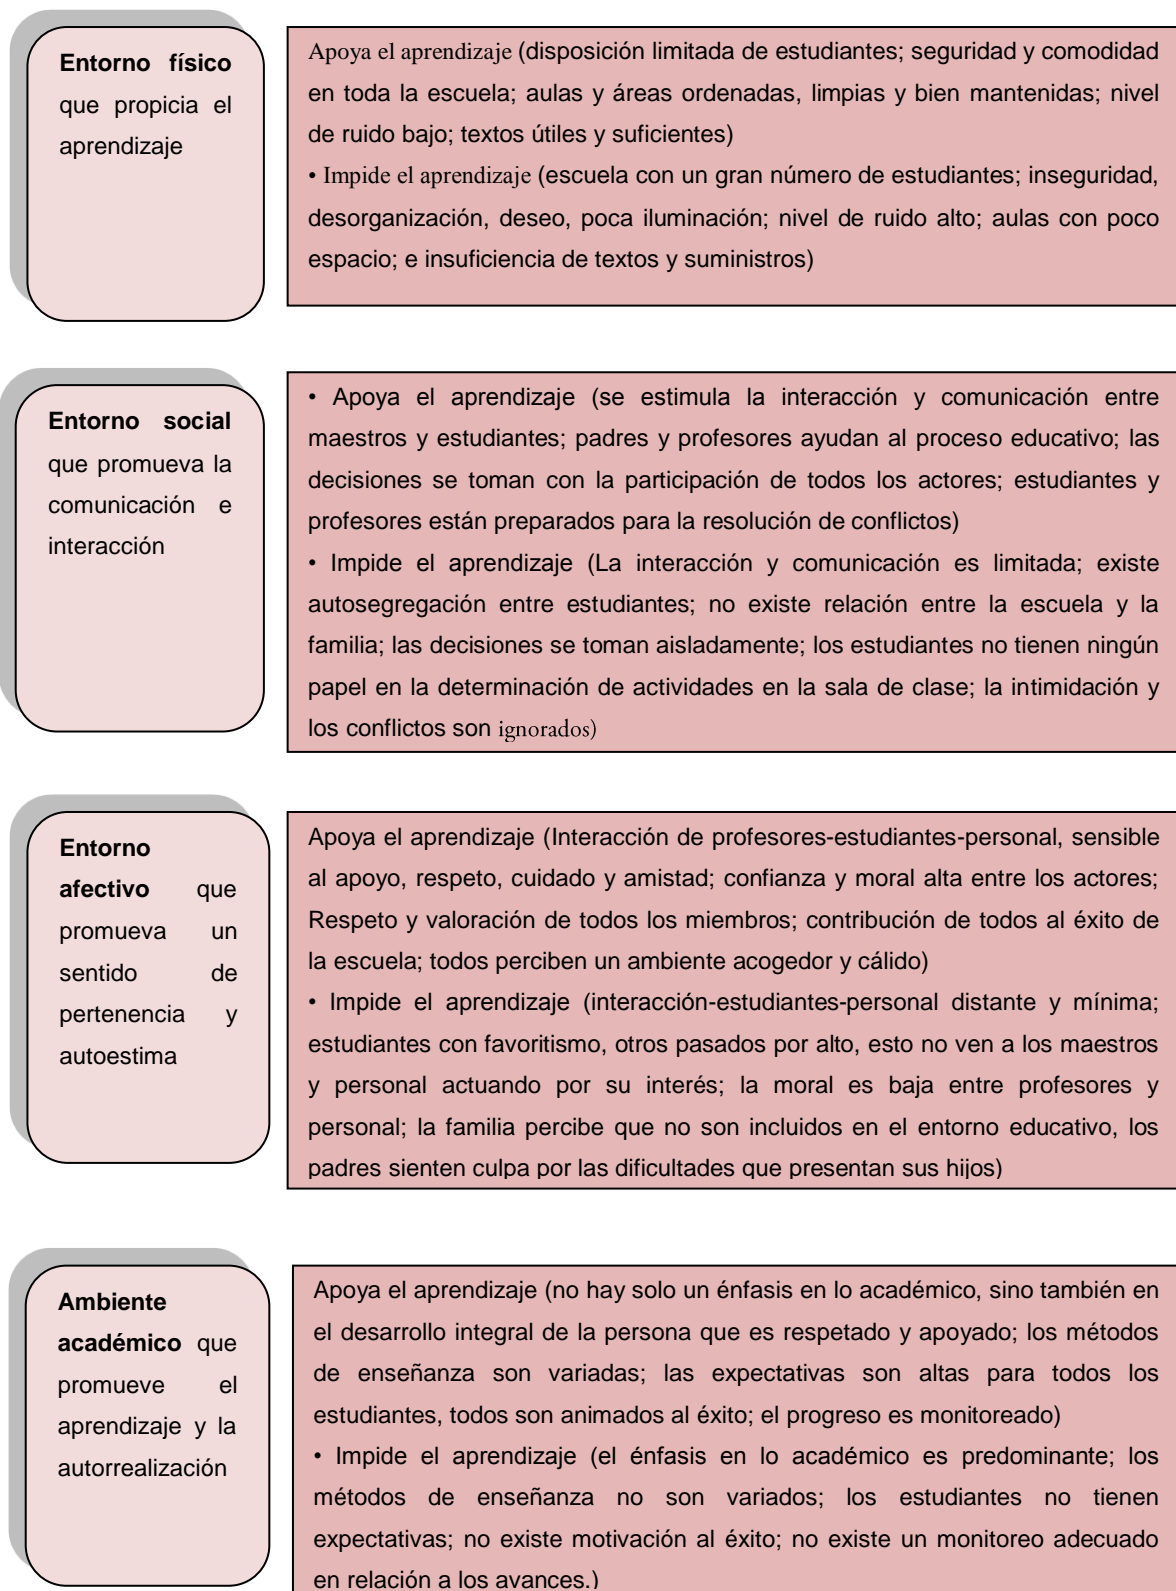 Entorno físico
que propicia el
aprendizaje
Apoya el aprendizaje (disposición limitada de estudiantes; seguridad y comodidad
en toda la escuela; aulas y áreas ordenadas, limpias y bien mantenidas; nivel
de ruido bajo; textos útiles y suficientes)
• Impide el aprendizaje (escuela con un gran número de estudiantes; inseguridad,
desorganización, deseo, poca iluminación; nivel de ruido alto; aulas con poco
espacio; e insuficiencia de textos y suministros)
Entorno social
que promueva la
comunicación e
interacción
• Apoya el aprendizaje (se estimula la interacción y comunicación entre
maestros y estudiantes; padres y profesores ayudan al proceso educativo; las
decisiones se toman con la participación de todos los actores; estudiantes y
profesores están preparados para la resolución de conflictos)
• Impide el aprendizaje (La interacción y comunicación es limitada; existe
autosegregación entre estudiantes; no existe relación entre la escuela y la
familia; las decisiones se toman aisladamente; los estudiantes no tienen ningún
papel en la determinación de actividades en la sala de clase; la intimidación y
los conflictos son ignorados)
Entorno
afectivo que
promueva un
sentido de
pertenencia y
autoestima
Apoya el aprendizaje (Interacción de profesores-estudiantes-personal, sensible
al apoyo, respeto, cuidado y amistad; confianza y moral alta entre los actores;
Respeto y valoración de todos los miembros; contribución de todos al éxito de
la escuela; todos perciben un ambiente acogedor y cálido)
• Impide el aprendizaje (interacción-estudiantes-personal distante y mínima;
estudiantes con favoritismo, otros pasados por alto, esto no ven a los maestros
y personal actuando por su interés; la moral es baja entre profesores y
personal; la familia percibe que no son incluidos en el entorno educativo, los
padres sienten culpa por las dificultades que presentan sus hijos)
Ambiente
académico que
promueve el
aprendizaje y la
autorrealización
Apoya el aprendizaje (no hay solo un énfasis en lo académico, sino también en
el desarrollo integral de la persona que es respetado y apoyado; los métodos
de enseñanza son variadas; las expectativas son altas para todos los
estudiantes, todos son animados al éxito; el progreso es monitoreado)
• Impide el aprendizaje (el énfasis en lo académico es predominante; los
métodos de enseñanza no son variados; los estudiantes no tienen
expectativas; no existe motivación al éxito; no existe un monitoreo adecuado
en relación a los avances.)